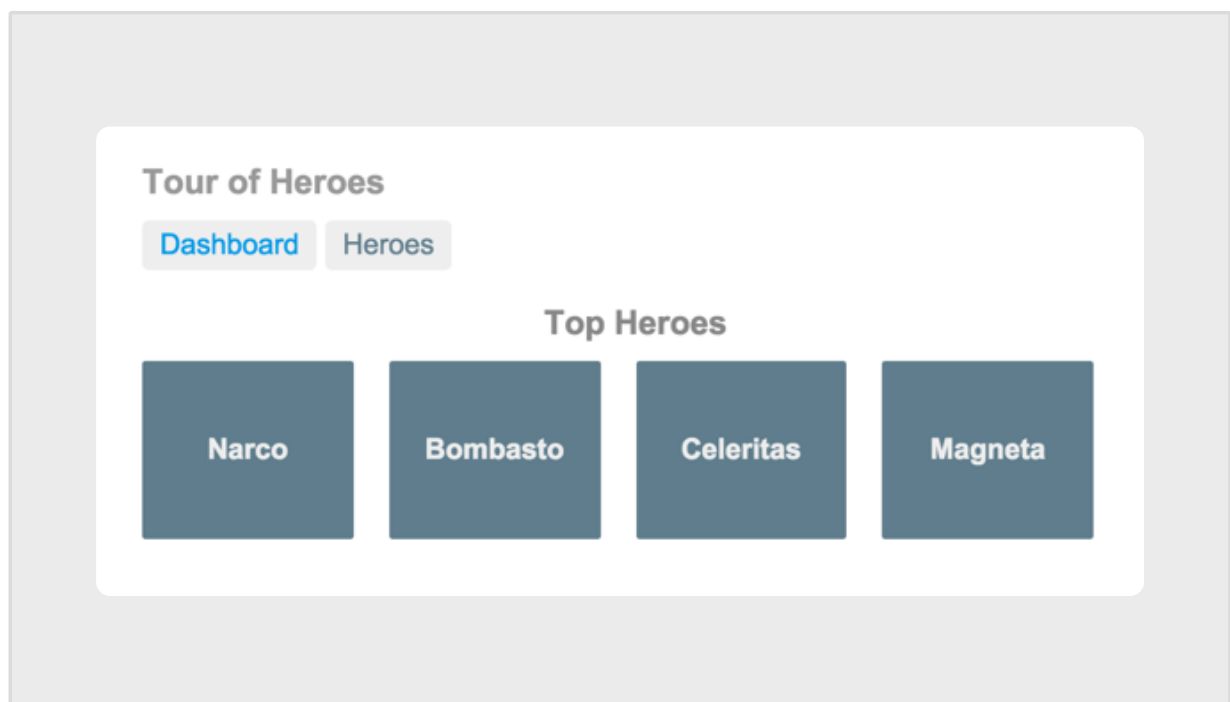 Tour of Heroes
Dashboard Heroes
Top Heroes
Narco Bombasto Celeritas Magneta